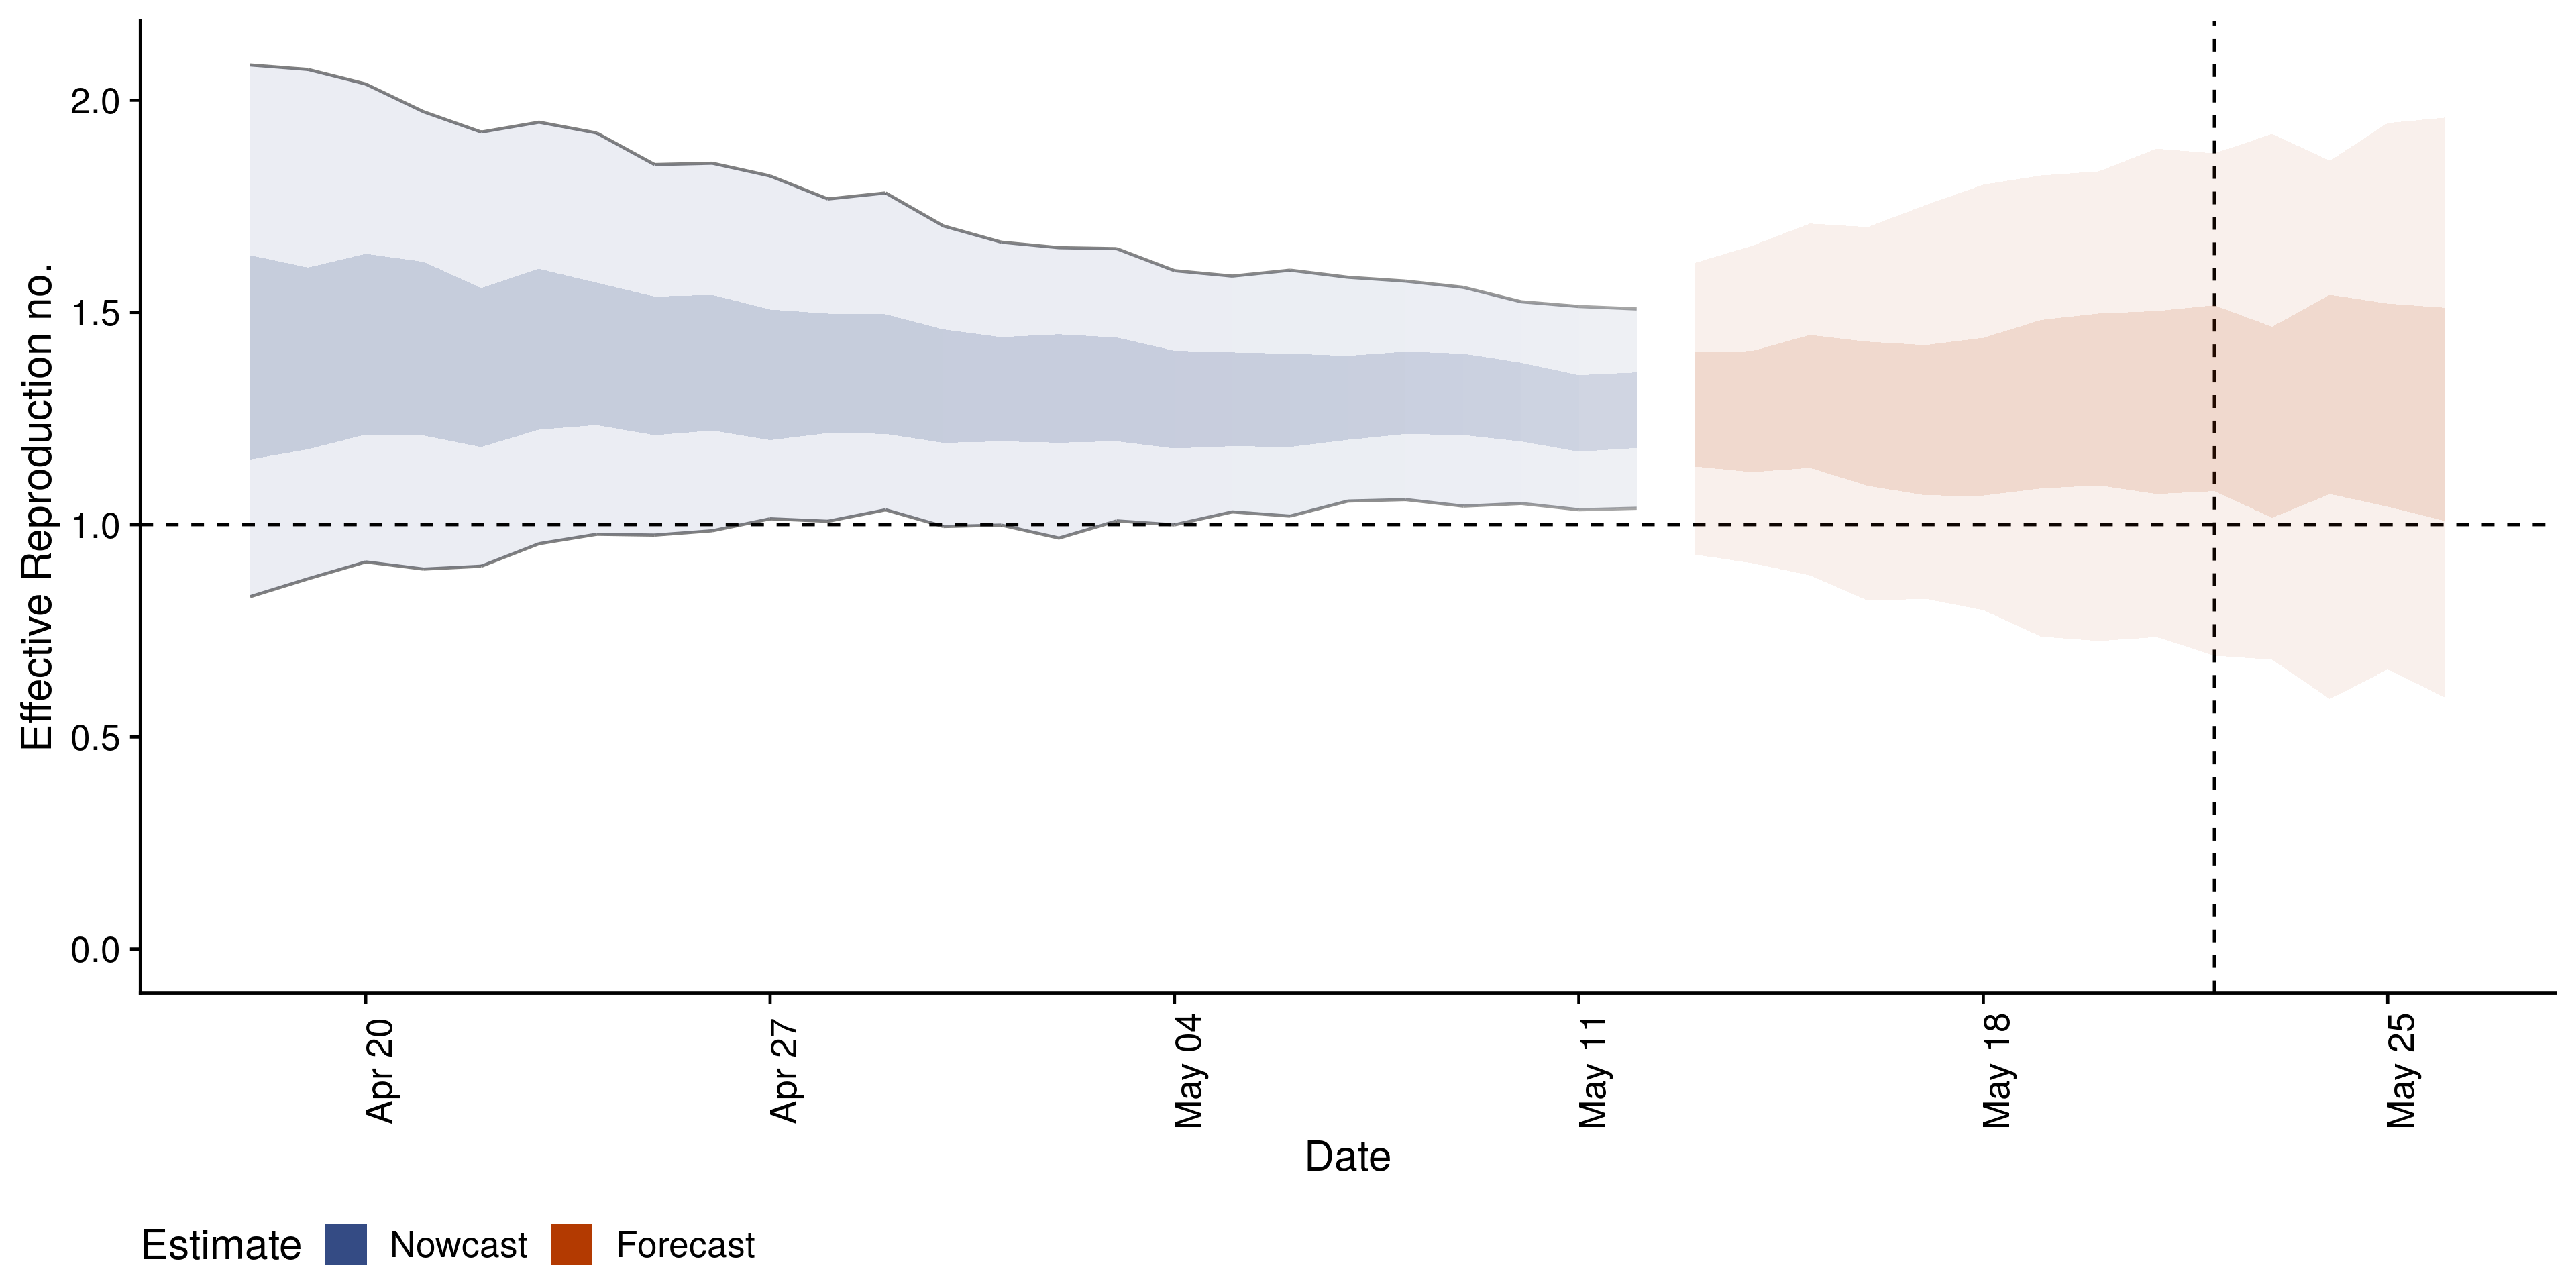 Effective Reproduction no.
2.0
1.5
1.0
0.5
0.0
Apr 20
Apr 27
May 04
May 11
May 18
May 25
Date
Estimate Nowcast Forecast